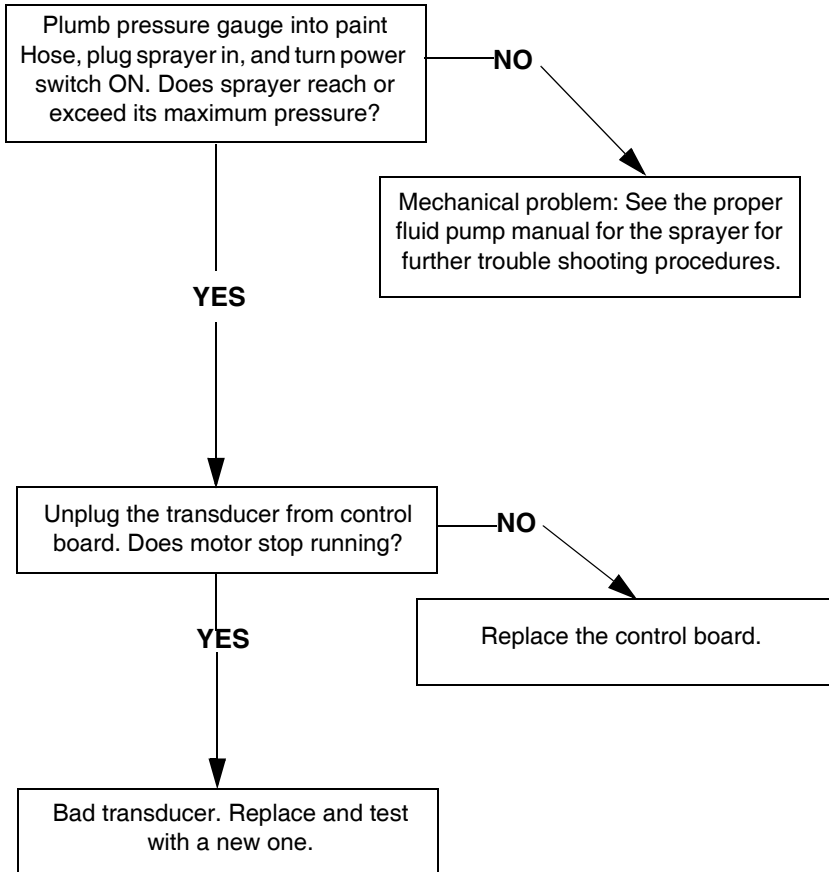 Plumb pressure gauge into paint
Hose, plug sprayer in, and turn power
switch ON. Does sprayer reach or
exceed its maximum pressure?
NO
Mechanical problem: See the proper
fluid pump manual for the sprayer for
further trouble shooting procedures.
YES
Unplug the transducer from control
board. Does motor stop running?
NO
Replace the control board.
YES
Bad transducer. Replace and test
with a new one.